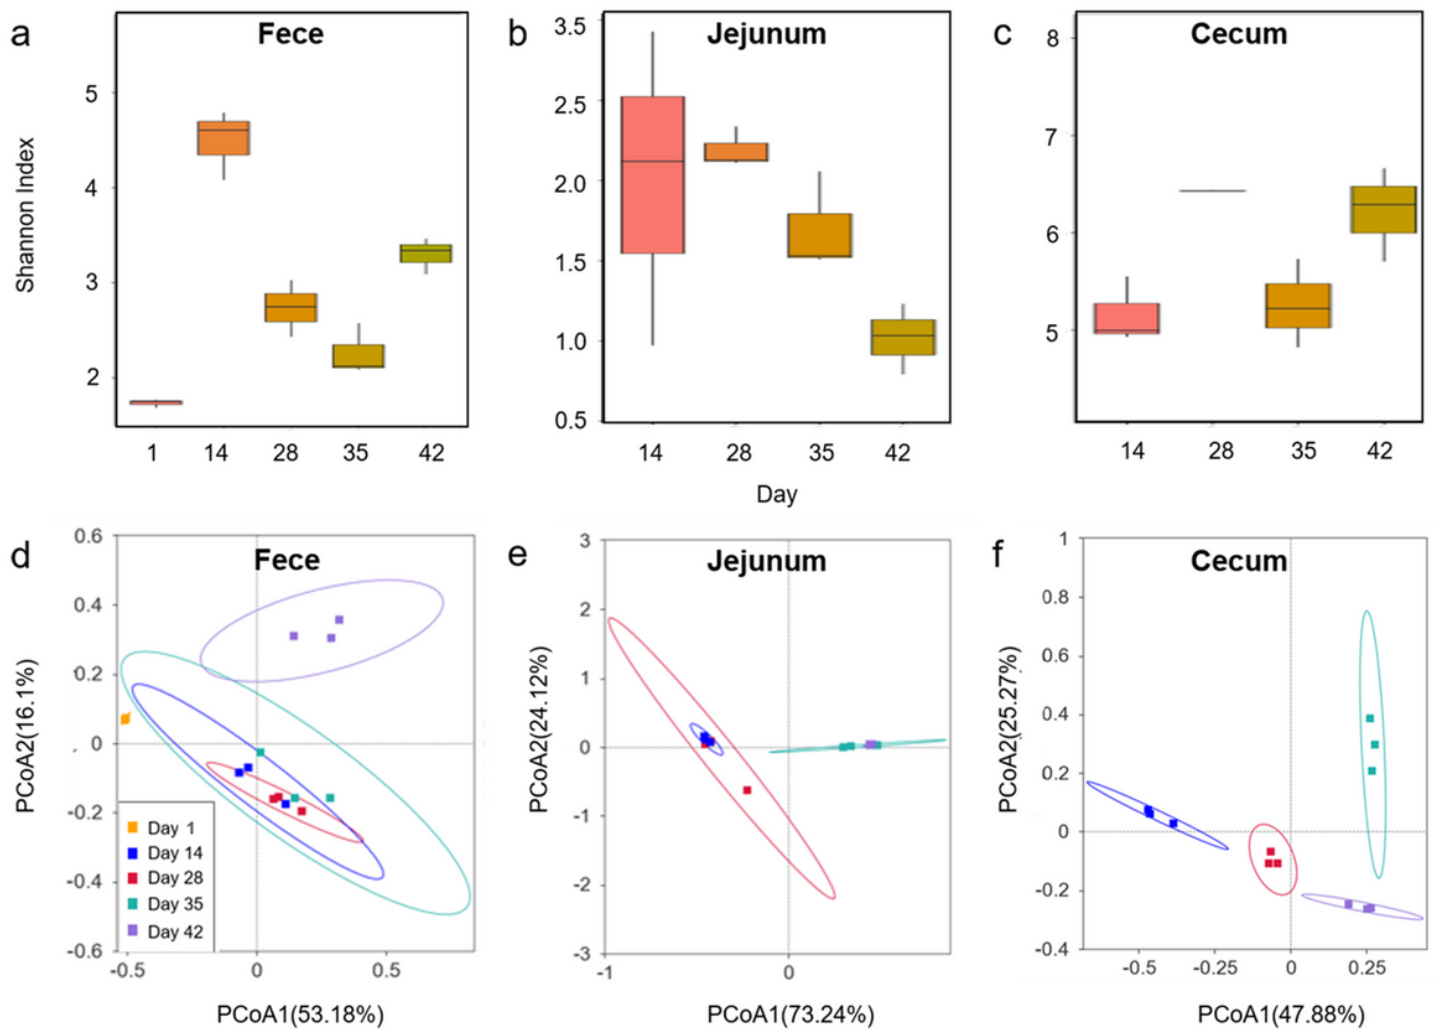 a
Fece
Shannon Index
5
4
3
2
1 14 28 35 42
b
Jejunum
3.5
2.5
2.0
1.5
1.0
0.5
14 28 35 42
Day
c
Cecum
8
7
6
5
14 28 35 42
d
Fece
PCoA2(16.1%)
0.6
0.4
0.2
0
-0.2
-0.4
-0.6
Day 1
Day 14
Day 28
Day 35
Day 42
-0.5 0 0.5
PCoA1(53.18%)
e
Jejunum
PCoA2(24.12%)
3
2
1
0
-1
-2
-3
-1 0
PCoA1(73.24%)
f
Cecum
PCoA2(25.27%)
1
0.8
0.6
0.4
0.2
0
-0.2
-0.4
-0.5 -0.25 0 0.25
PCoA1(47.88%)